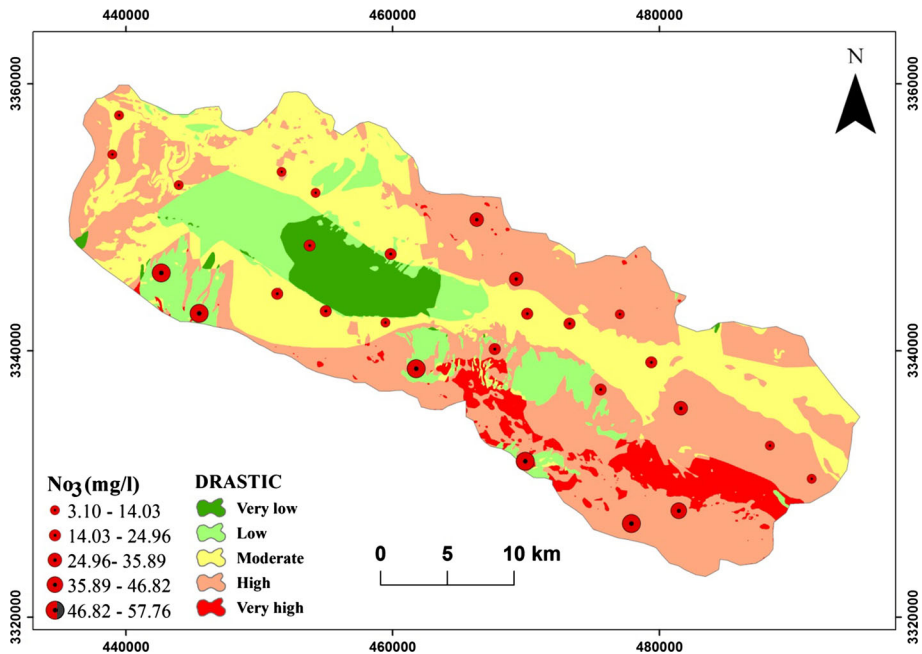 440000 460000 480000
3360000 3360000
N
3340000 3340000
No3 (mg/l)
3.10 - 14.03
14.03 - 24.96
24.96- 35.89
35.89 - 46.82
46.82 - 57.76
DRASTIC
Very low
Low
Moderate
High
Very high
0 5 10 km
3320000 3320000
440000 460000 480000